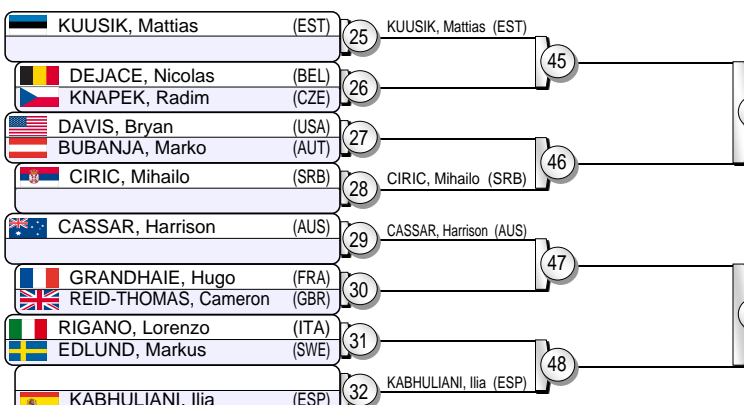 KUUSIK, Mattias (EST)
25
KUUSIK, Mattias (EST)
45
DEJACE, Nicolas (BEL)
KNAPEK, Radim (CZE)
26
DAVIS, Bryan (USA)
BUBANJA, Marko (AUT)
27
46
CIRIC, Mihailo (SRB)
28
CIRIC, Mihailo (SRB)
CASSAR, Harrison (AUS)
29
CASSAR, Harrison (AUS)
47
GRANDHAIE, Hugo (FRA)
REID-THOMAS, Cameron (GBR)
30
RIGANO, Lorenzo (ITA)
EDLUND, Markus (SWE)
31
48
32
KABHULIANI, Ilia (ESP)
KABHULIANI, Ilia (ESP)